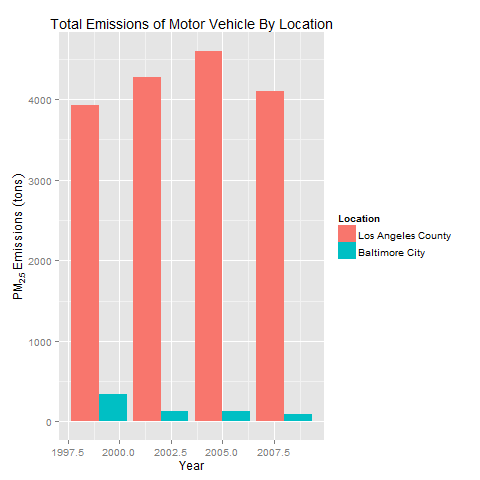 Total Emissions of Motor Vehicle By Location
PM25 Emissions (tons)
4000
3000
2000
1000
0
1997.5 2000.0 2002.5 2005.0 2007.5
Year
Location
Los Angeles County
Baltimore City